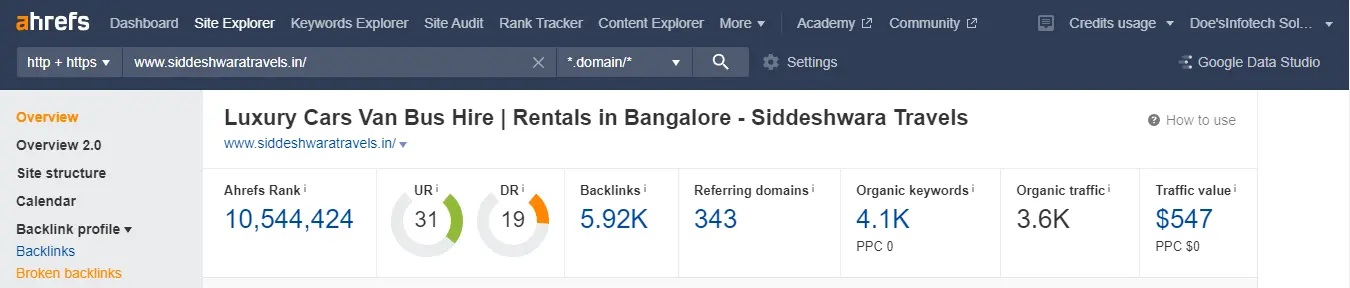 ahrefs Dashboard Site Explorer Keywords Explorer Site Audit Rank Tracker Content Explorer More Academy Community Credits usage Doe'sInfotech Sol...
http + https www.siddeshwaratravels.in/ *.domain/* Settings Google Data Studio
Overview
Overview 2.0
Site structure
Calendar
Backlink profile
Backlinks
Broken backlinks
Luxury Cars Van Bus Hire | Rentals in Bangalore - Siddeshwara Travels
How to use
www.siddeshwaratravels.in/
Ahrefs Rank i UR i DR i Backlinks i Referring domains i Organic keywords i Organic traffic i Traffic value i
10,544,424 31 19 5.92K 343 4.1K 3.6K $547
PPC 0 PPC $0